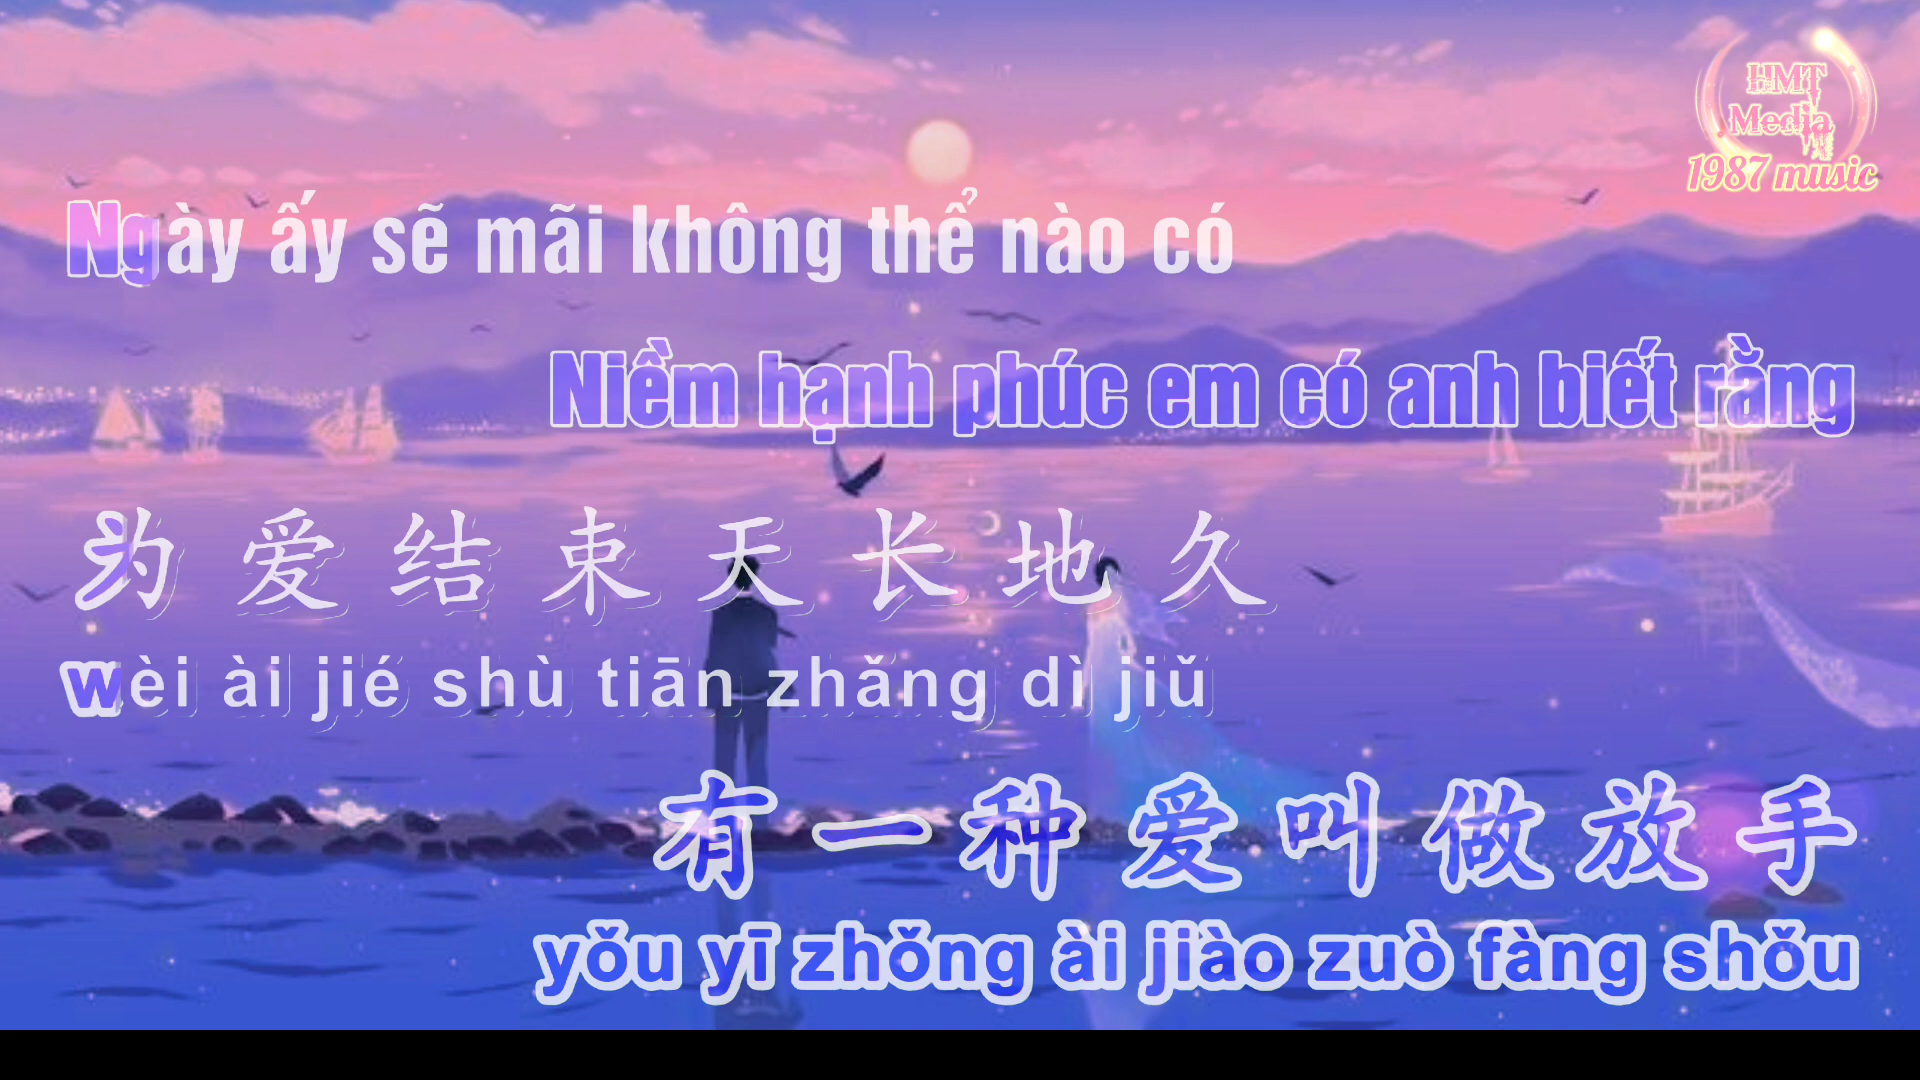 HMT
Media
1987 music
Ngày ấy sẽ mãi không thể nào có
Niềm hạnh phúc em có anh biết rằng
为 爱 结 束 天 长 地 久
wèi ài jié shù tiān zhǎng dì jiǔ
有 一 种 爱 叫 做 放 手
yǒu yī zhǒng ài jiào zuò fàng shǒu